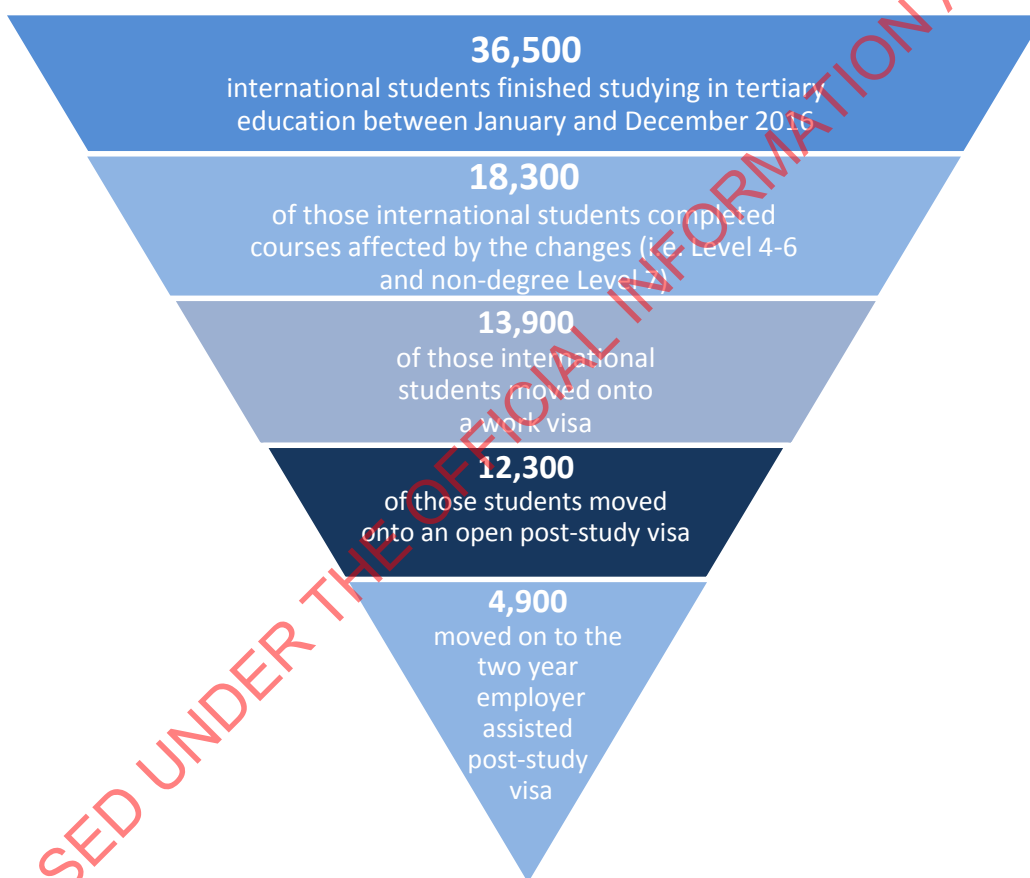 36,500
international students finished studying in tertiary
education between January and December 2016
18,300
of those international students completed
courses affected by the changes (i.e. Level 4-6
and non-degree Level 7)
13,900
of those international
students moved onto
a work visa
12,300
of those students moved
onto an open post-study visa
4,900
moved on to the
two year
employer
assisted
post-study
visa
SED UNDER THE OFFICIAL INFORMATION A